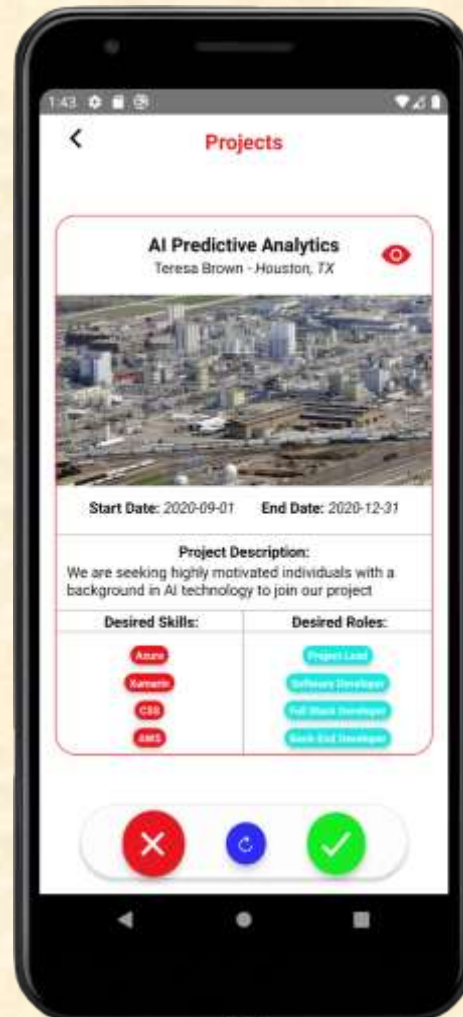 1:43
Projects
AI Predictive Analytics
Teresa Brown - Houston, TX
Start Date: 2020-09-01 End Date: 2020-12-31
Project Description:
We are seeking highly motivated individuals with a
background in AI technology to join our project
Desired Skills: Desired Roles:
Azure Project Lead
Xamarin Software Developer
CSS Full Stack Developer
AWS Back-End Developer